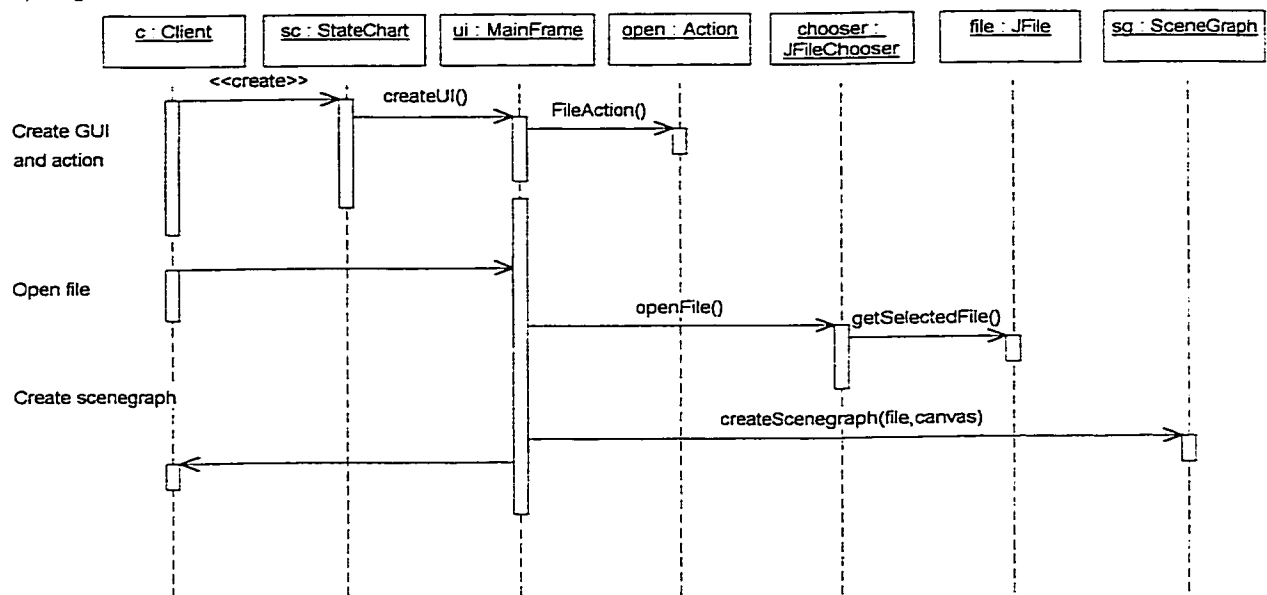 c : Client
sc : StateChart
ui : MainFrame
open : Action
chooser :
JFileChooser
file : JFile
sg : SceneGraph
<<create>>
createUI()
FileAction()
Create GUI
and action
Open file
openFile()
getSelectedFile()
Create scenegraph
createScenegraph(file,canvas)